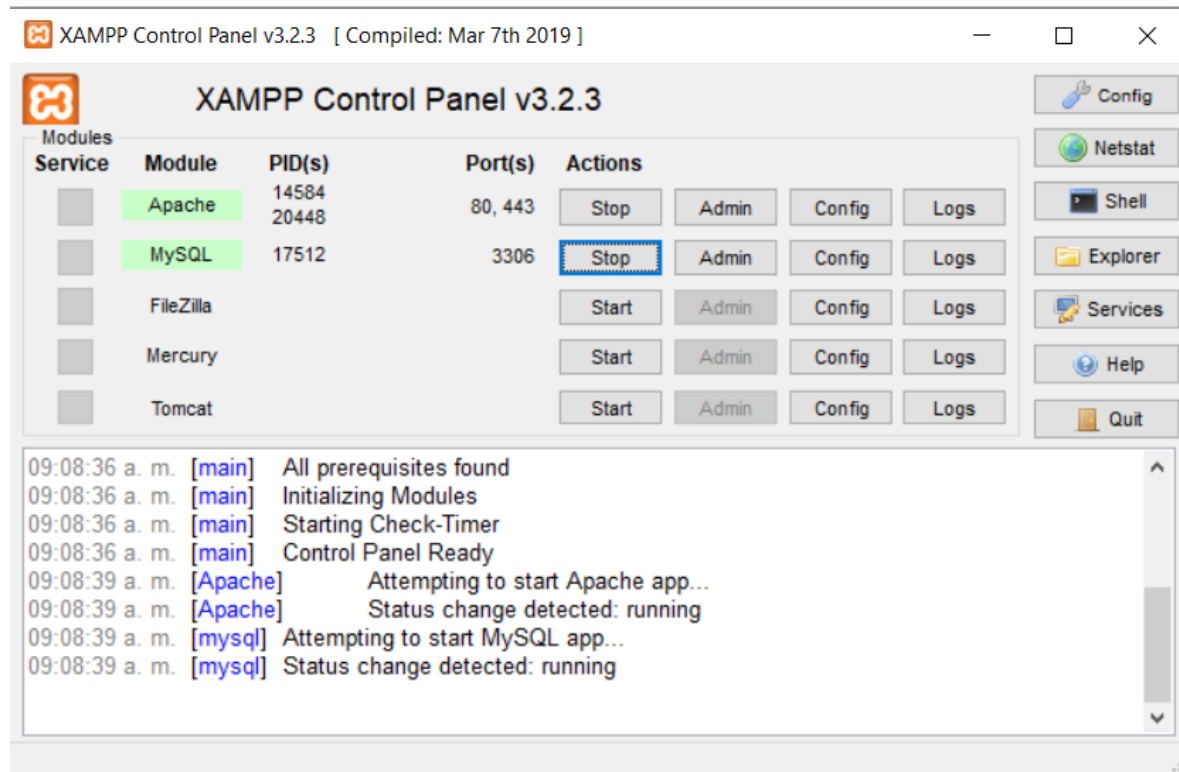 XAMPP Control Panel v3.2.3 [ Compiled: Mar 7th 2019 ]
XAMPP Control Panel v3.2.3
Config
Modules
Netstat
Service Module PID(s) Port(s) Actions
Apache 14584 20448 80, 443 Stop Admin Config Logs
Shell
MySQL 17512 3306 Stop Admin Config Logs
Explorer
FileZilla Start Admin Config Logs
Services
Mercury Start Admin Config Logs
Help
Tomcat Start Admin Config Logs
Quit
09:08:36 a. m. [main] All prerequisites found
09:08:36 a. m. [main] Initializing Modules
09:08:36 a. m. [main] Starting Check-Timer
09:08:36 a. m. [main] Control Panel Ready
09:08:39 a. m. [Apache] Attempting to start Apache app...
09:08:39 a. m. [Apache] Status change detected: running
09:08:39 a. m. [mysql] Attempting to start MySQL app...
09:08:39 a. m. [mysql] Status change detected: running